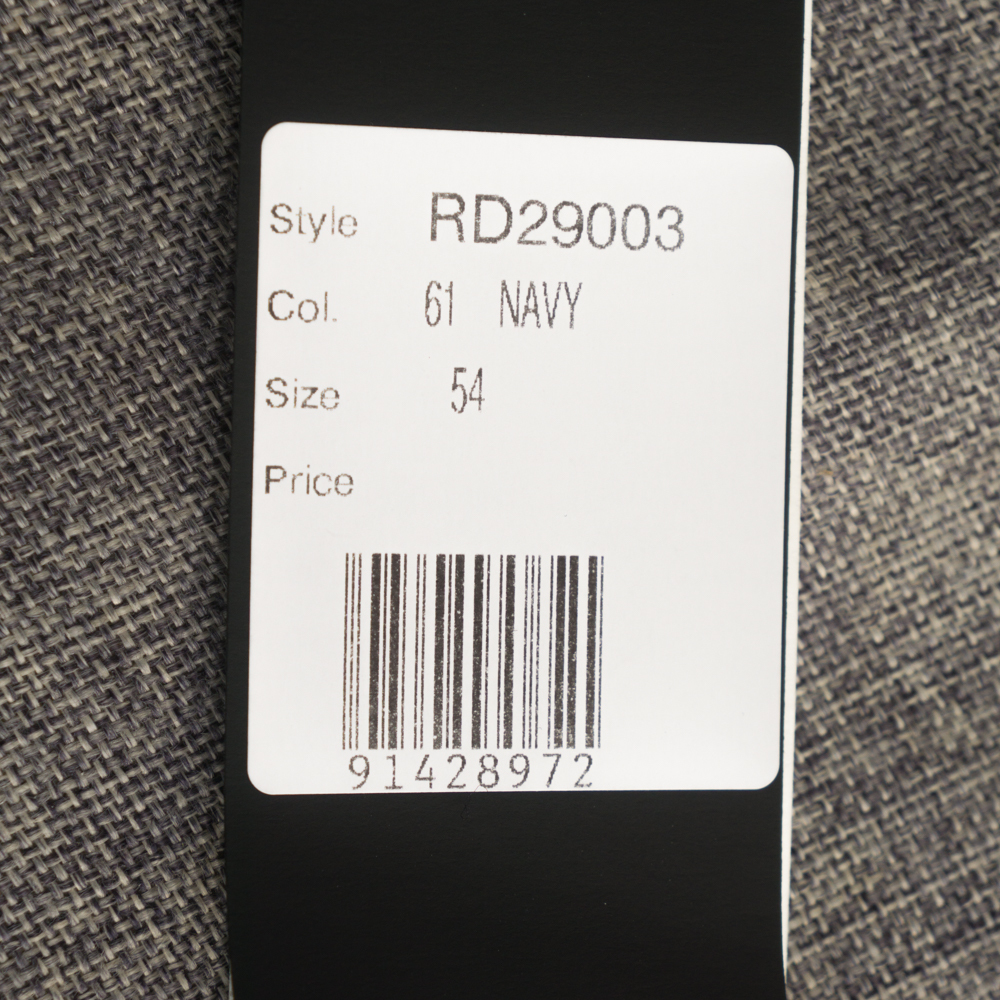 Style RD29003
Col. 61 NAVY
Size 54
Price
91428972